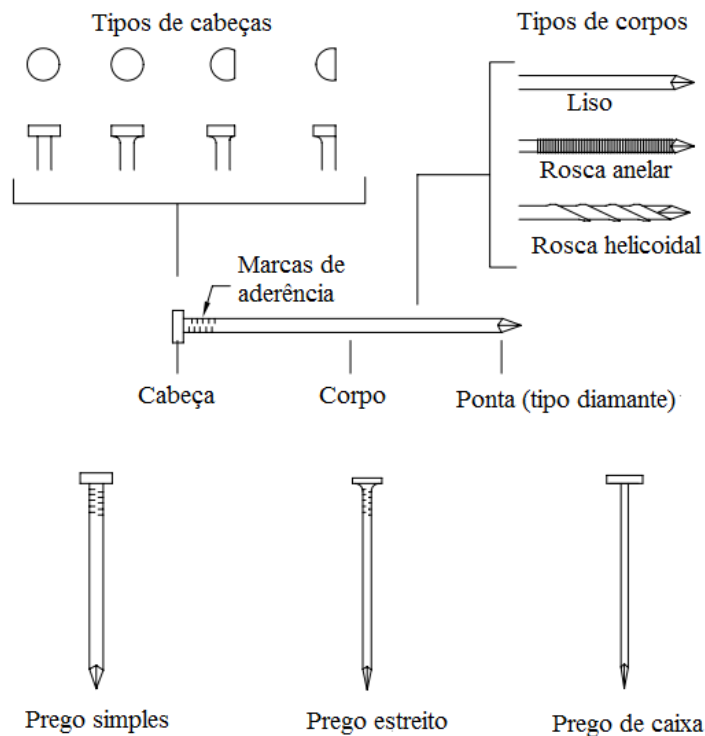 Tipos de cabeças
Tipos de corpos
Liso
Rosca anelar
Rosca helicoidal
Marcas de
aderência
Cabeça
Corpo
Ponta (tipo diamante)
Prego simples
Prego estreito
Prego de caixa